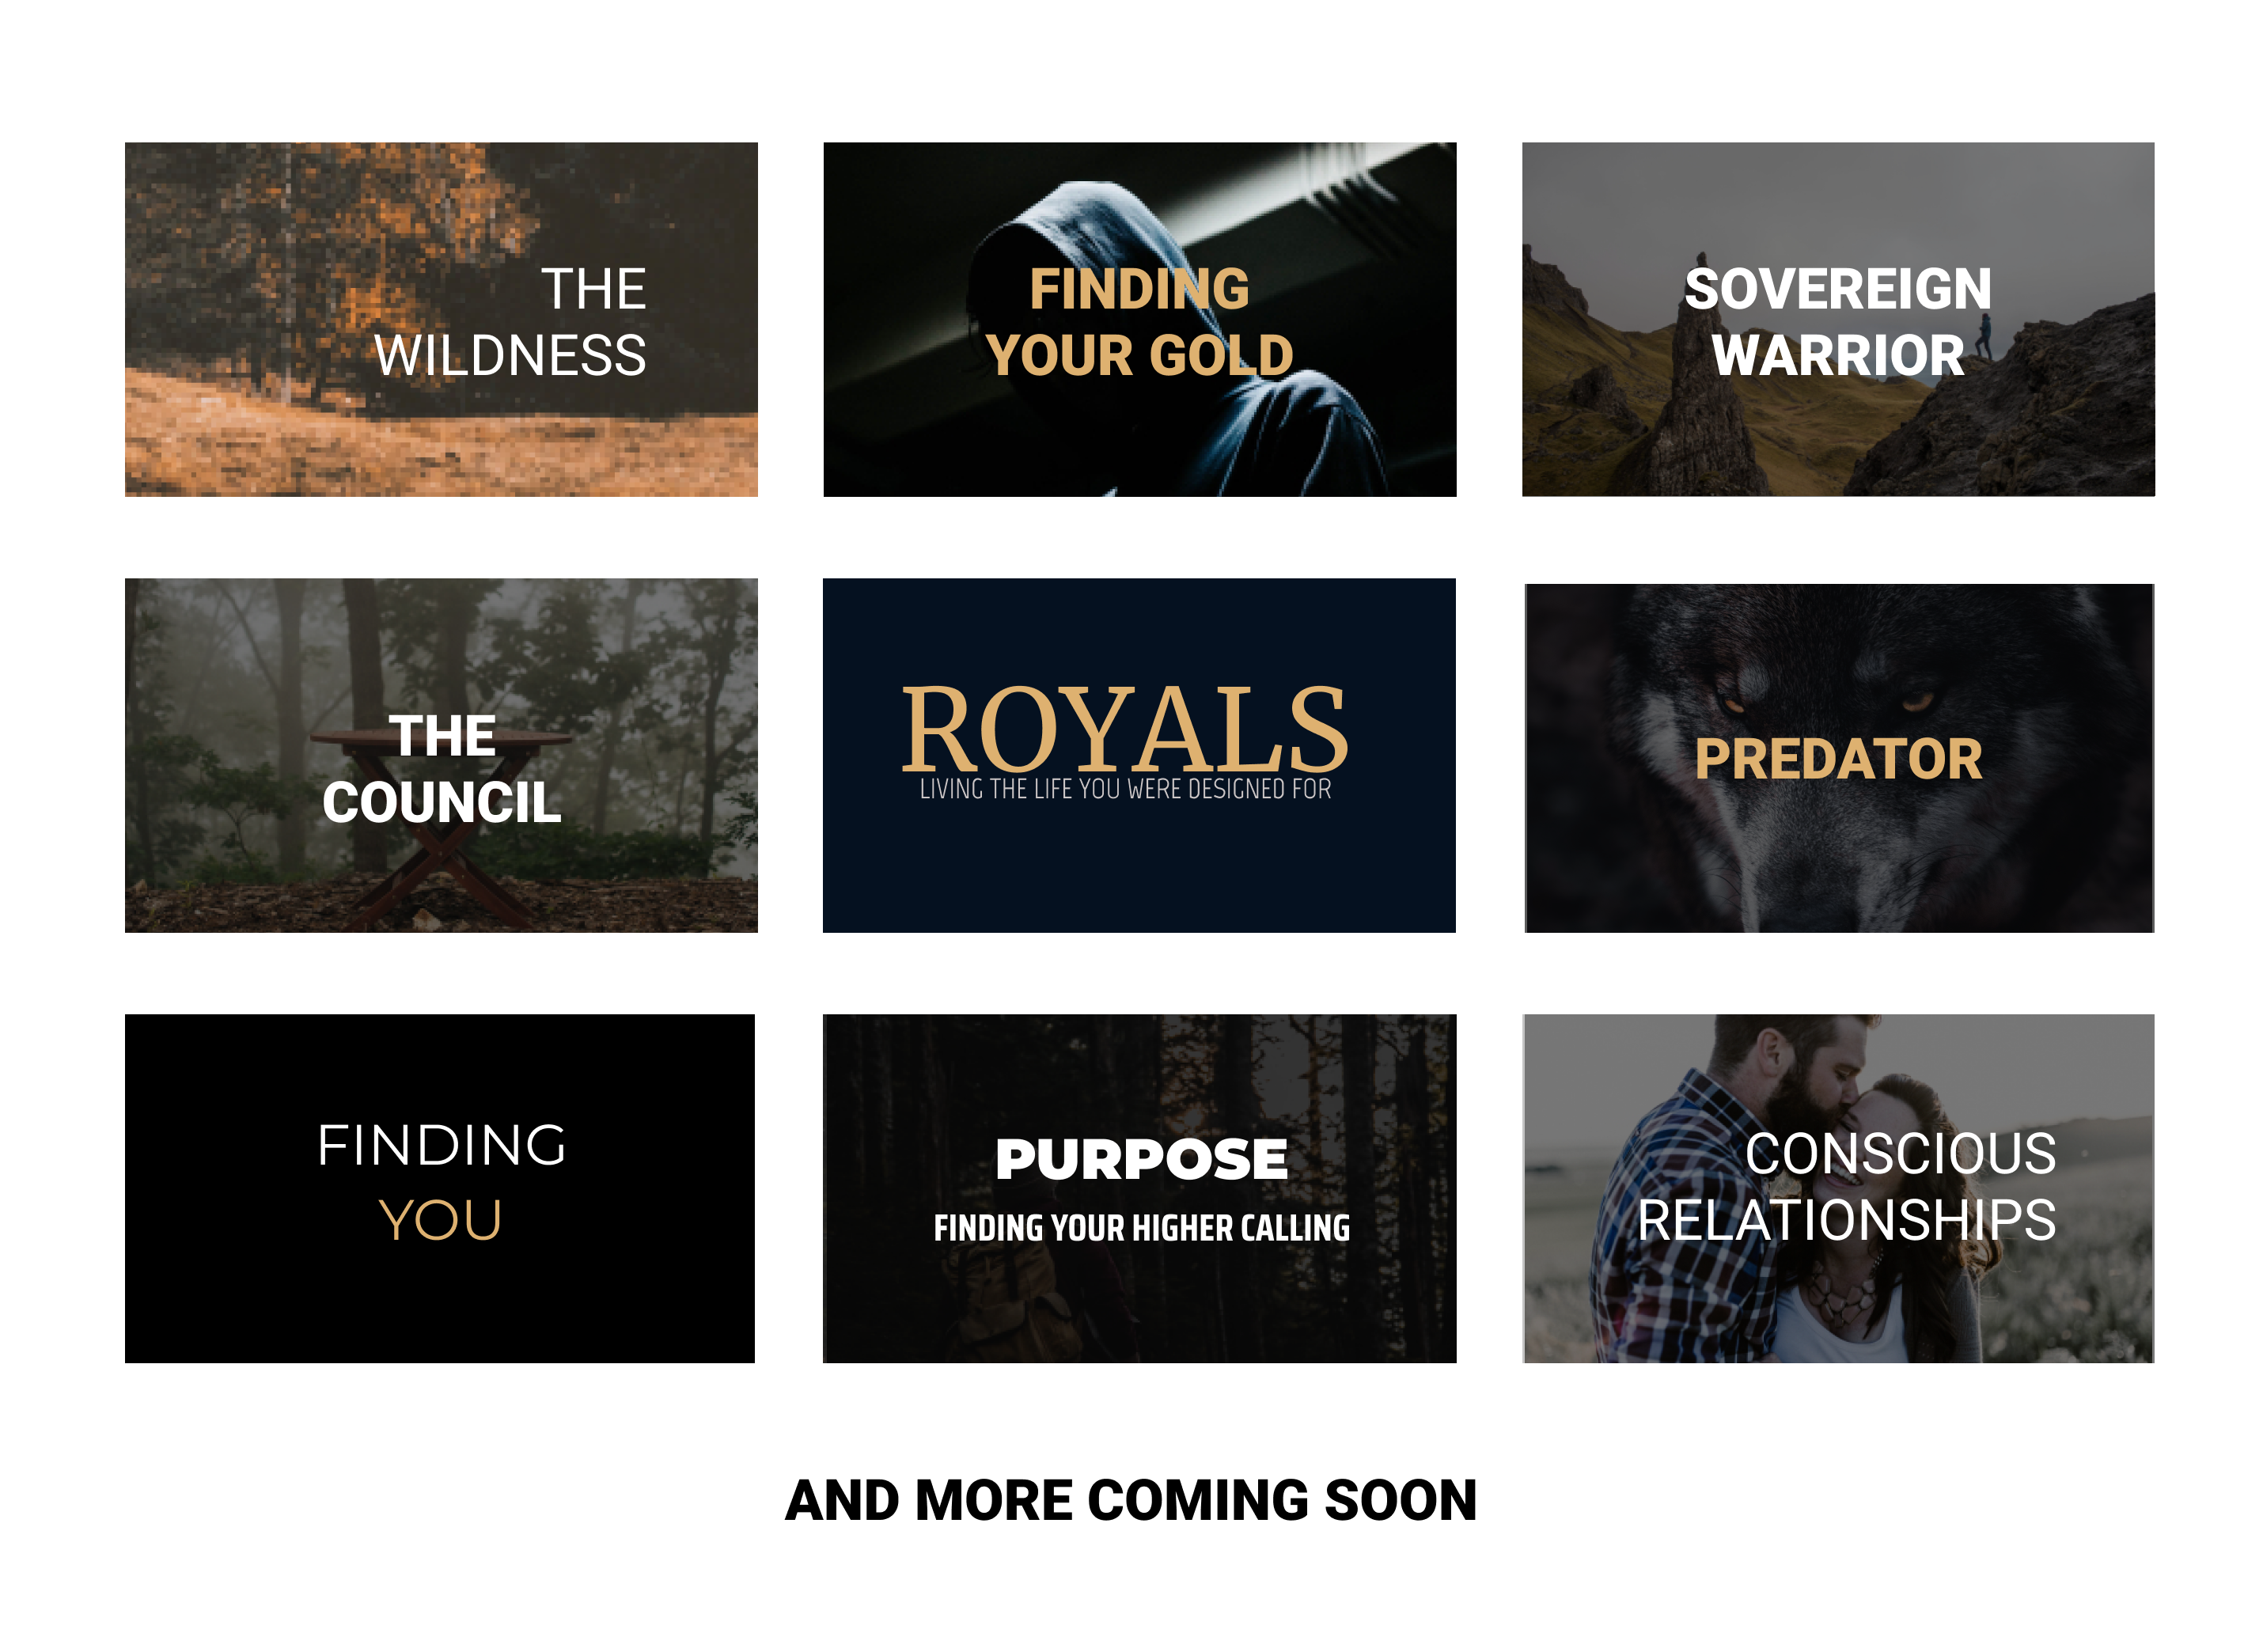 THE
WILDNESS
FINDING
YOUR GOLD
SOVEREIGN
WARRIOR
THE
COUNCIL
ROYALS
LIVING THE LIFE YOU WERE DESIGNED FOR
PREDATOR
FINDING
YOU
PURPOSE
FINDING YOUR HIGHER CALLING
CONSCIOUS
RELATIONSHIPS
AND MORE COMING SOON